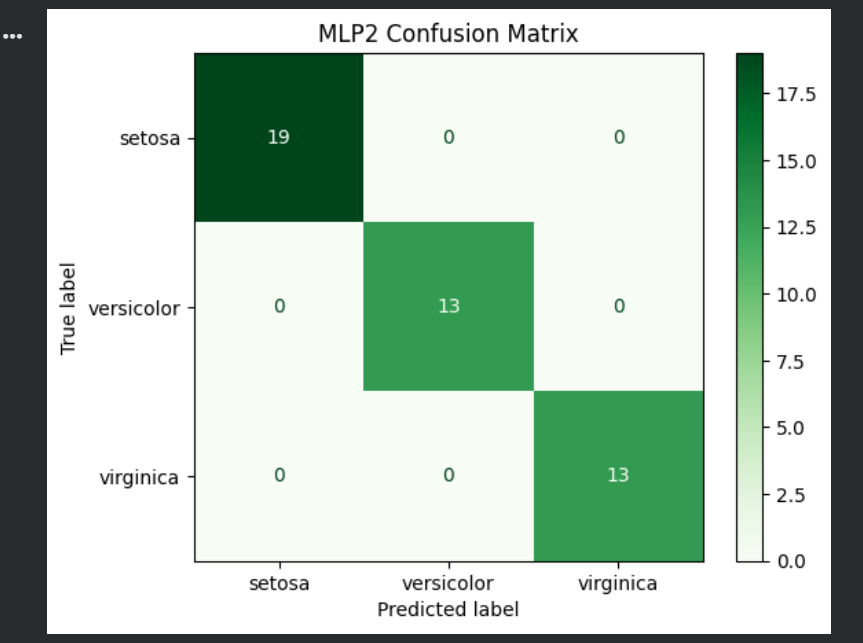 MLP2 Confusion Matrix
setosa 19 0 0
versicolor 0 13 0
virginica 0 0 13
setosa versicolor virginica
Predicted label
True label
17.5
15.0
12.5
10.0
7.5
5.0
2.5
0.0